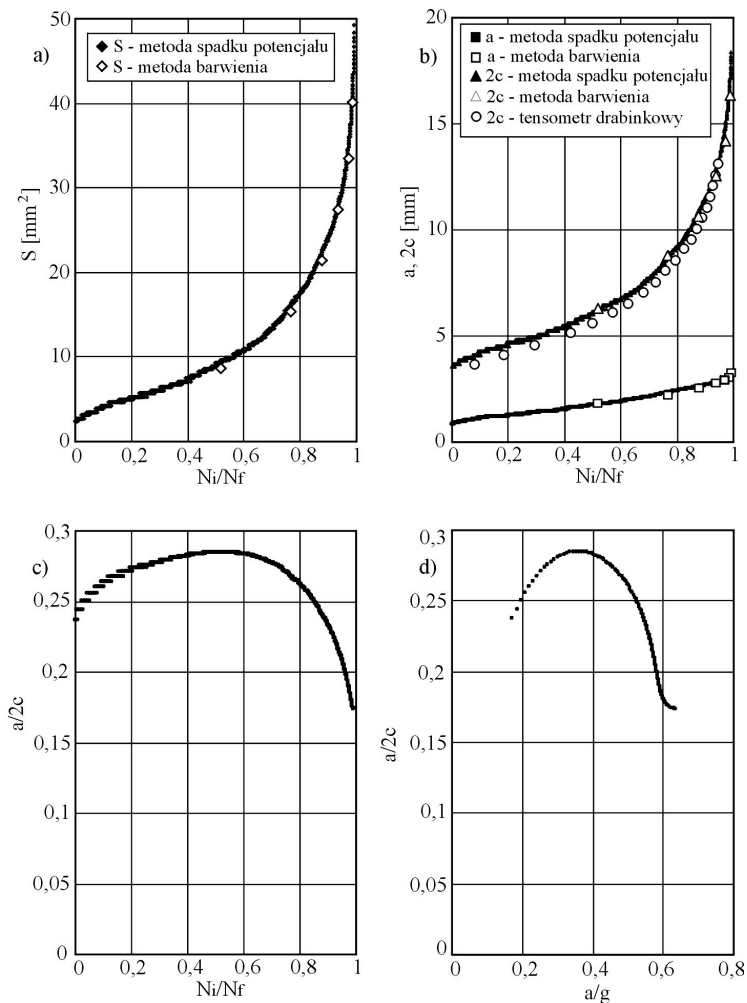 a)
S - metoda spadku potencjału
S - metoda barwienia
50
40
30
20
10
0
S [mm2]
0
0,2
0,4
0,6
0,8
1
Ni/Nf
b)
a - metoda spadku potencjału
a - metoda barwienia
2c - metoda spadku potencjału
2c - metoda barwienia
2c - tensometr drabinkowy
20
15
10
5
0
a, 2c [mm]
0
0,2
0,4
0,6
0,8
1
Ni/Nf
c)
0,3
0,25
0,2
0,15
0,1
0,05
0
a/2c
0
0,2
0,4
0,6
0,8
1
Ni/Nf
d)
0,3
0,25
0,2
0,15
0,1
0,05
0
a/2c
0
0,2
0,4
0,6
0,8
a/g